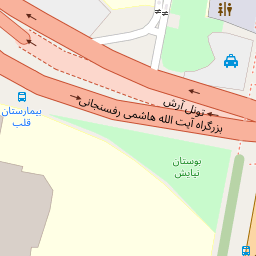 تونل آرش
بزرگراه آیت الله هاشمی رفسنجانی
بیمارستان
قلب
بوستان
نیایش